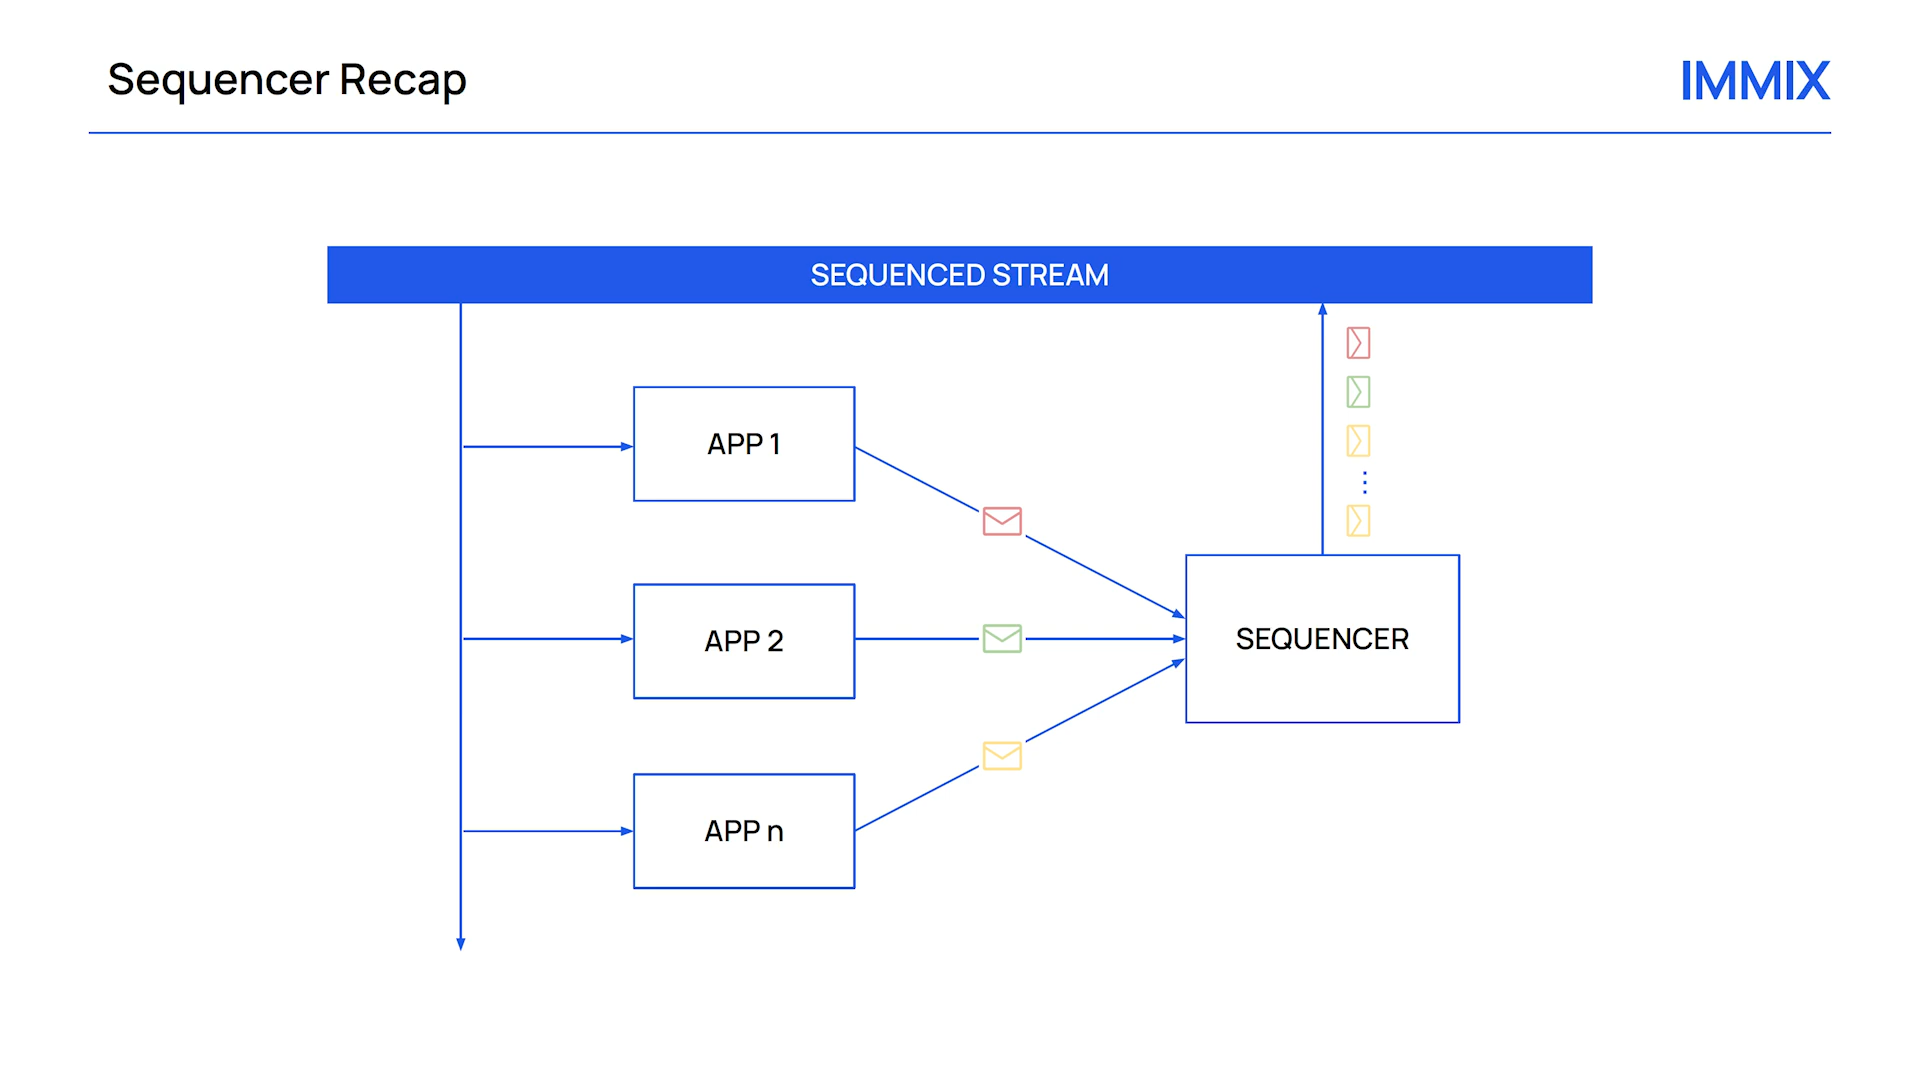 Sequencer Recap
IMMIX
SEQUENCED STREAM
APP 1
APP 2
SEQUENCER
APP n